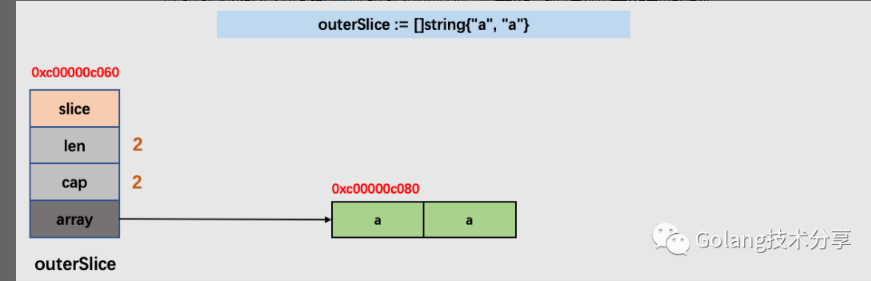 outerSlice := []string{"a", "a"}
0xc00000c060
slice
len 2
cap 2
0xc00000c080
array a a
outerSlice
Golang技术分享